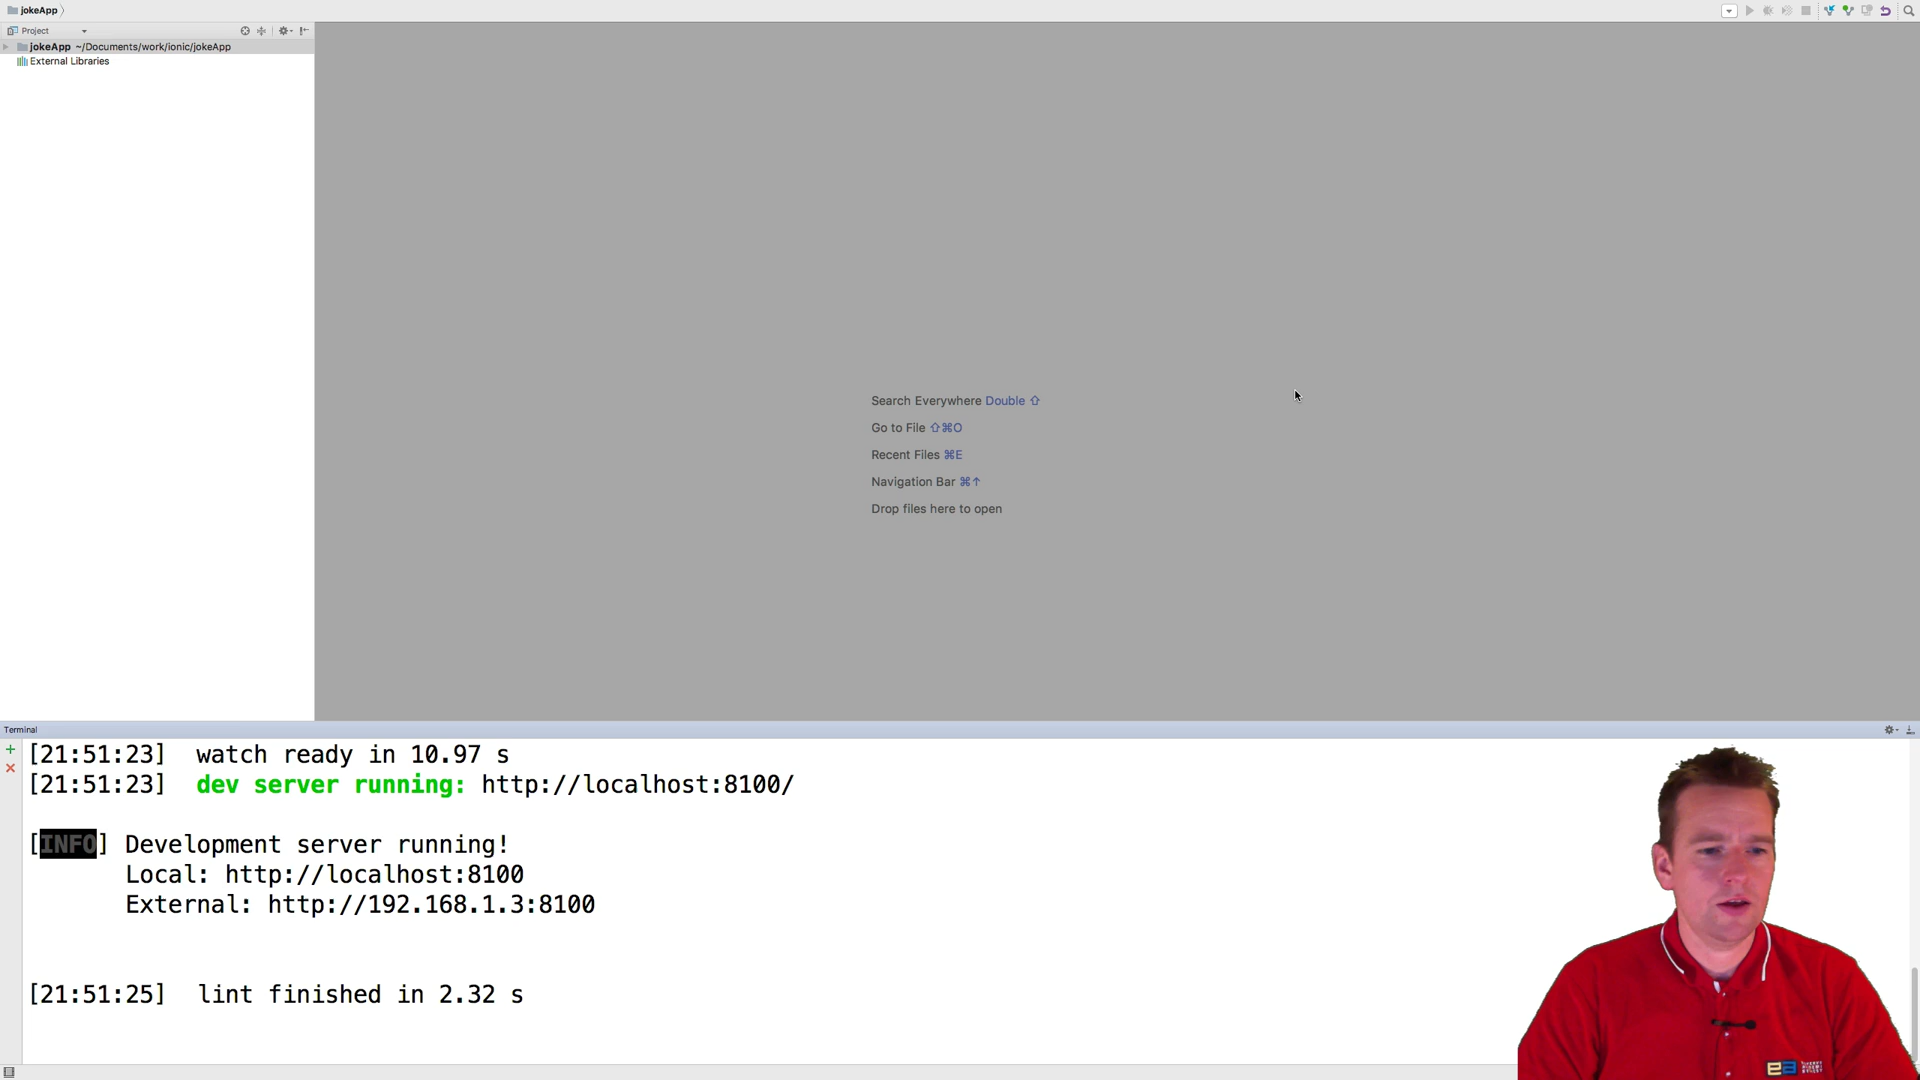 jokeApp
Project
jokeApp ~/Documents/work/ionic/jokeApp
External Libraries
Search Everywhere Double ⇧
Go to File ⇧⌘O
Recent Files ⌘E
Navigation Bar ⌘↑
Drop files here to open
Terminal
[21:51:23] watch ready in 10.97 s
[21:51:23] dev server running: http://localhost:8100/
[INFO] Development server running!
Local: http://localhost:8100
External: http://192.168.1.3:8100
[21:51:25] lint finished in 2.32 s
ea